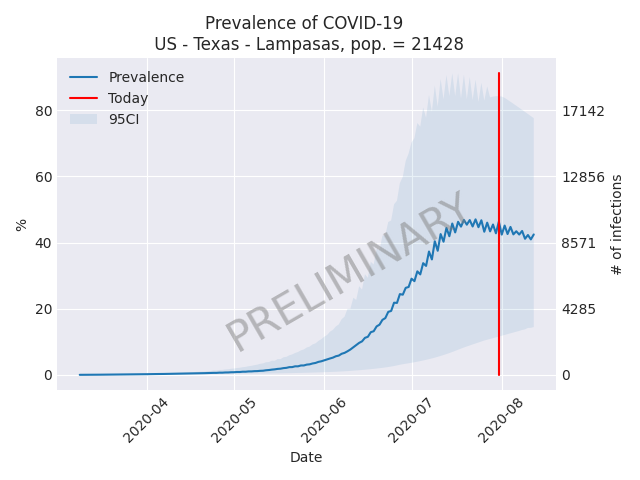 Prevalence of COVID-19
US - Texas - Lampasas, pop. = 21428
Prevalence
Today
95CI
80
60
40
20
0
%
17142
12856
8571
4285
0
# of infections
PRELIMINARY
2020-04
2020-05
2020-06
2020-07
2020-08
Date